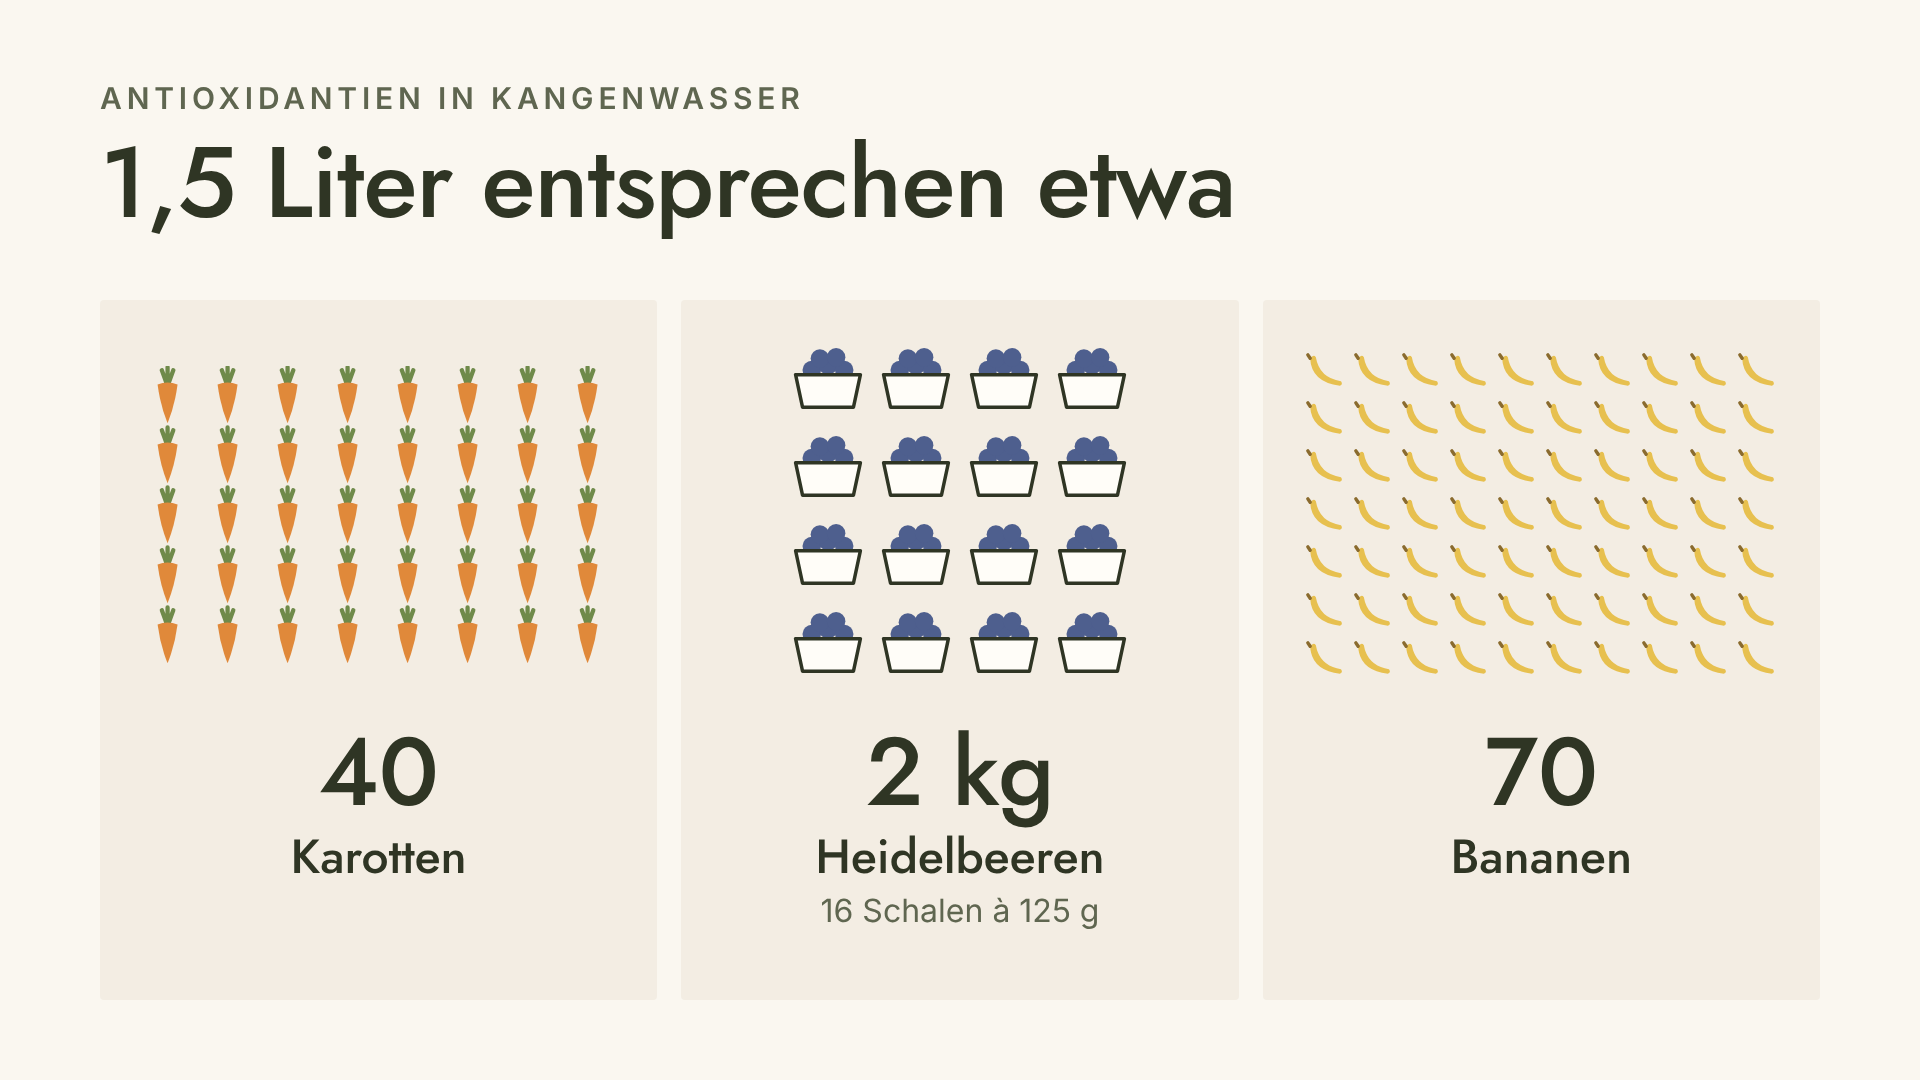 ANTIOXIDANTIEN IN KANGENWASSER
1,5 Liter entsprechen etwa
40
Karotten
2 kg
Heidelbeeren
16 Schalen à 125 g
70
Bananen